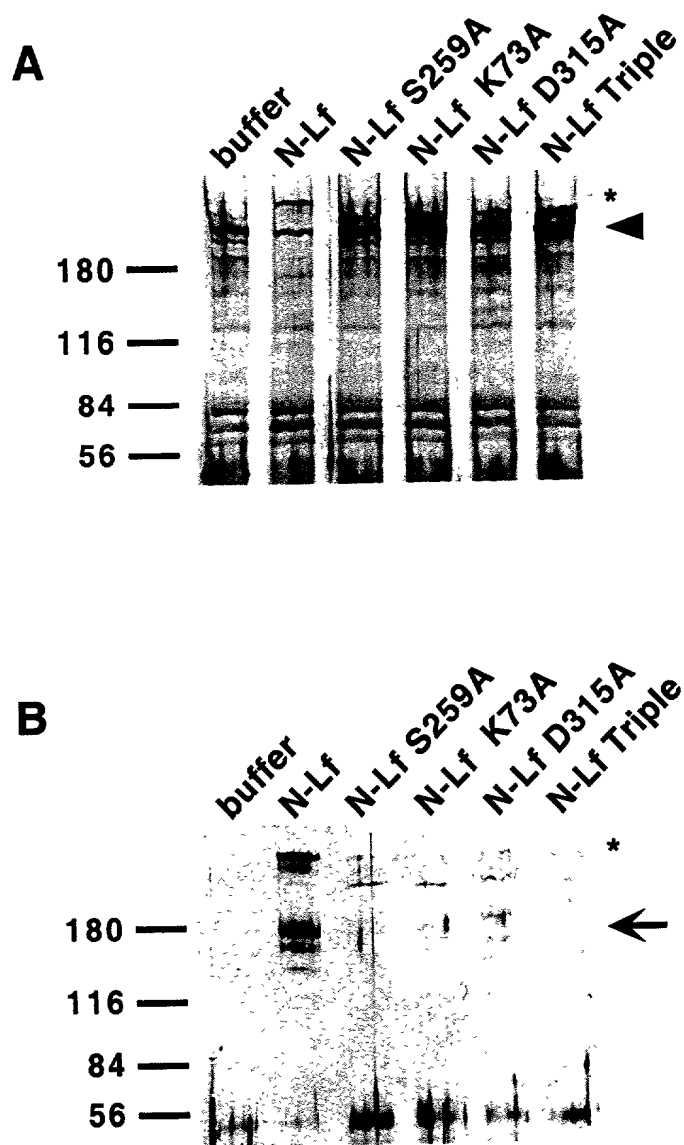 A
buffer
N-Lf
N-Lf S259A
N-Lf K73A
N-Lf D315A
N-Lf Triple
*
180
116
84
56
B
buffer
N-Lf
N-Lf S259A
N-Lf K73A
N-Lf D315A
N-Lf Triple
*
180
116
84
56